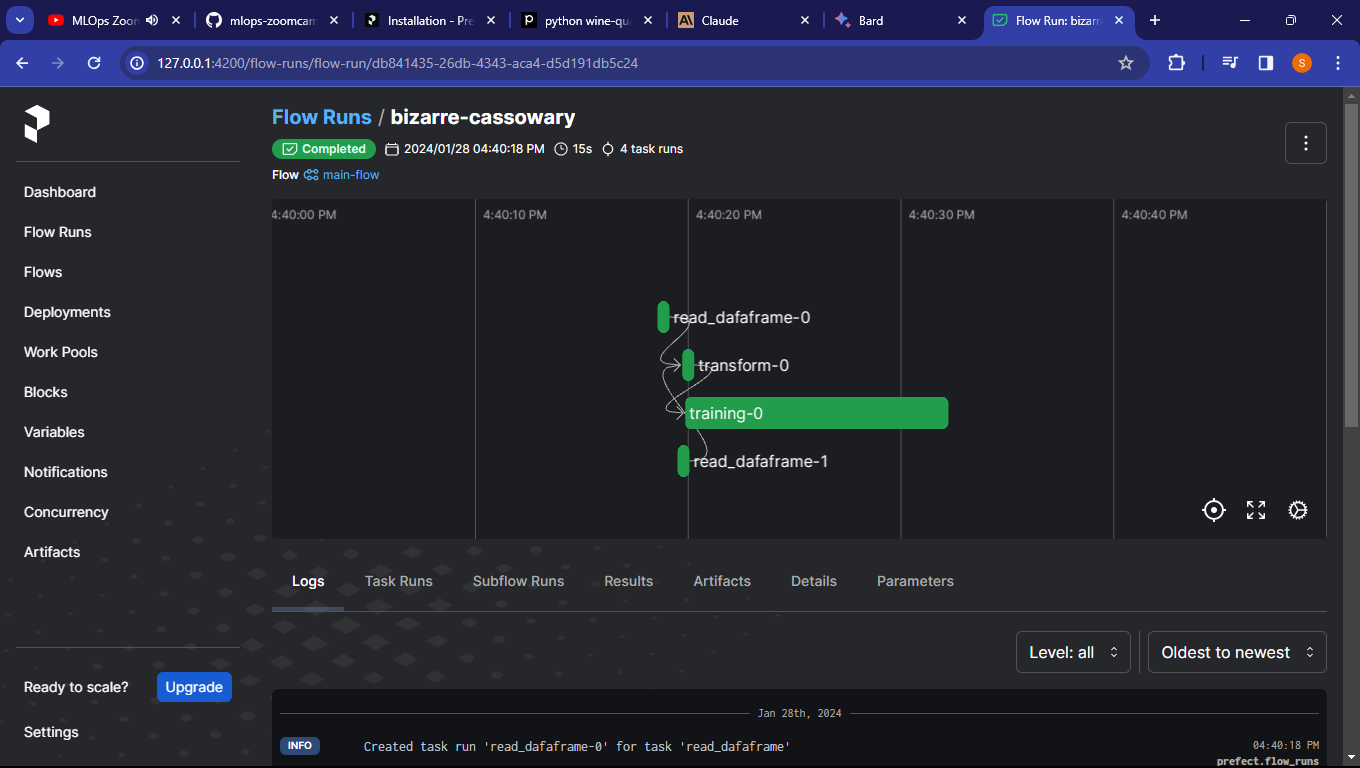 MLOps Zoon
mlops-zoomcam
Installation - Pre
python wine-qua
Claude
Bard
Flow Run: bizarr
127.0.0.1:4200/flow-runs/flow-run/db841435-26db-4343-aca4-d5d191db5c24
S
Flow Runs / bizarre-cassowary
Completed 2024/01/28 04:40:18 PM 15s 4 task runs
Flow main-flow
Dashboard
Flow Runs
Flows
Deployments
Work Pools
Blocks
Variables
Notifications
Concurrency
Artifacts
Ready to scale? Upgrade
Settings
4:40:00 PM 4:40:10 PM 4:40:20 PM 4:40:30 PM 4:40:40 PM
read_dafaframe-0
transform-0
training-0
read_dafaframe-1
Logs Task Runs Subflow Runs Results Artifacts Details Parameters
Level: all Oldest to newest
Jan 28th, 2024
INFO Created task run 'read_dafaframe-0' for task 'read_dafaframe' 04:40:18 PM
prefect.flow_runs